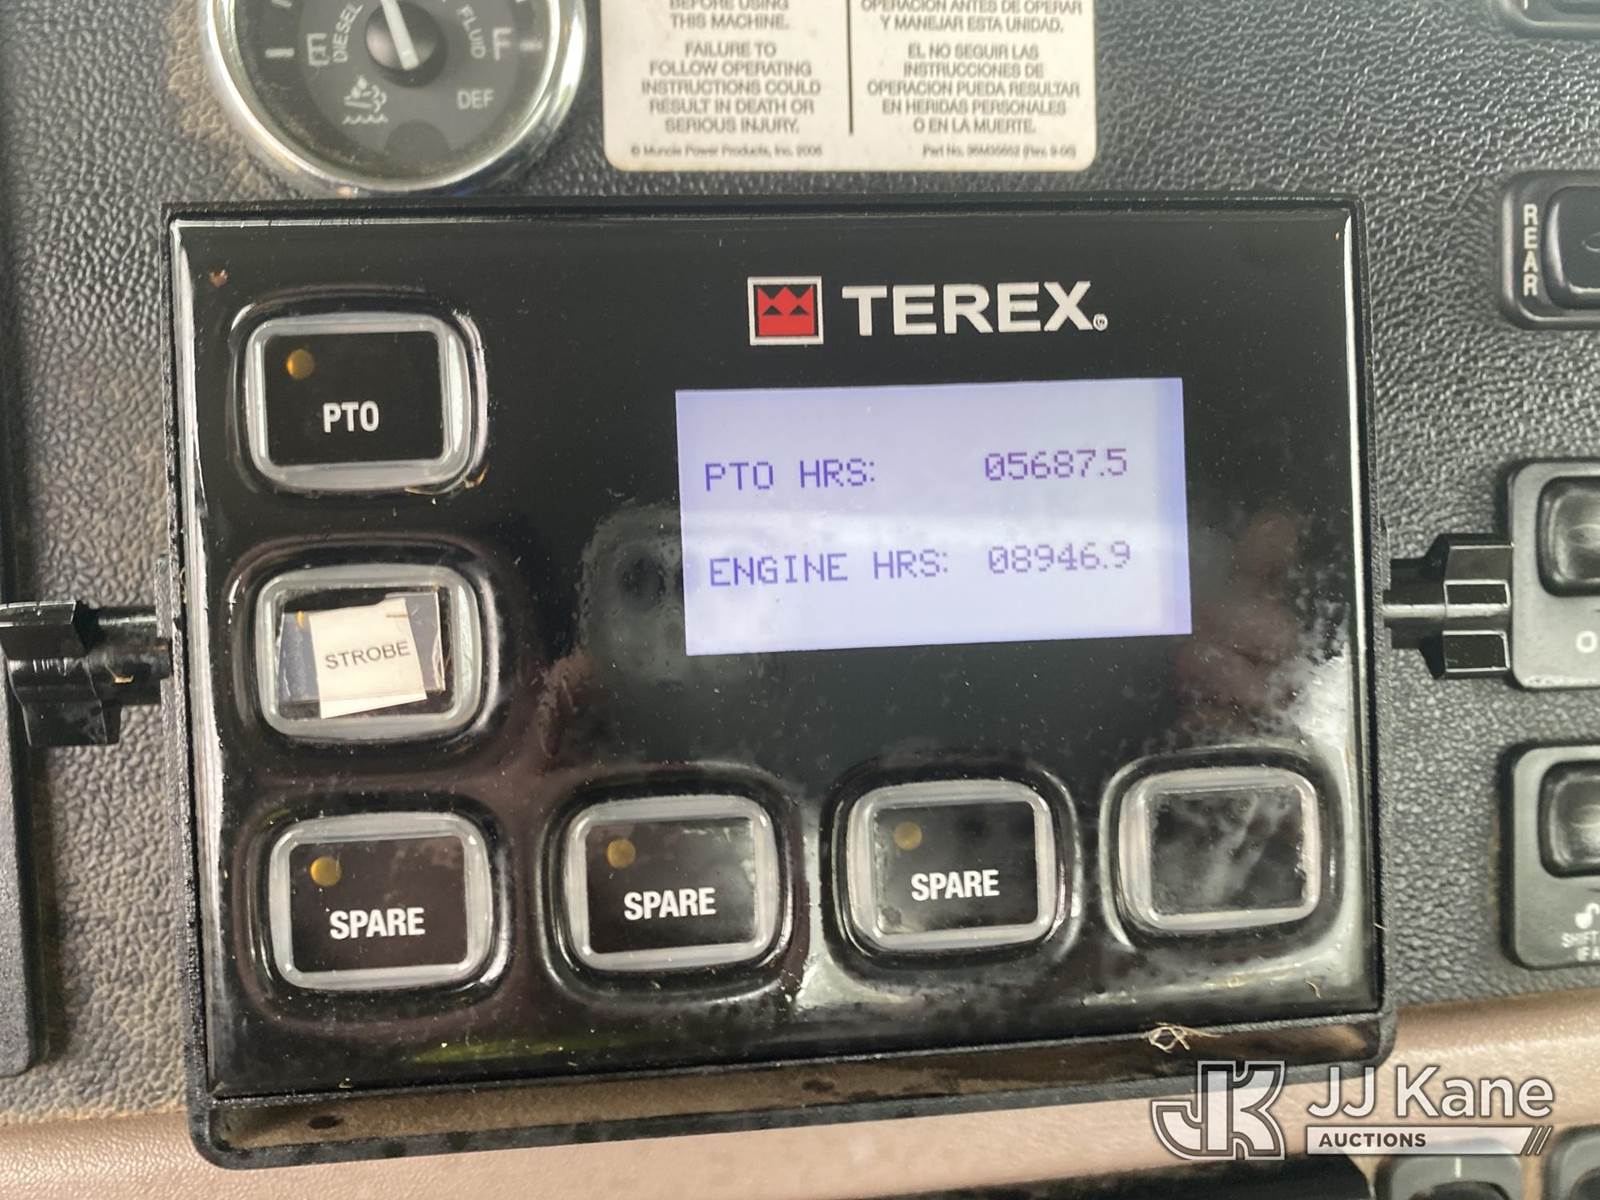 DIESEL
FLUID
E
F
DEF
BEFORE USING
THIS MACHINE.
FAILURE TO
FOLLOW OPERATING
INSTRUCTIONS COULD
RESULT IN DEATH OR
SERIOUS INJURY.
© Muncie Power Products, Inc. 2006
OPERACIÓN ANTES DE OPERAR
Y MANEJAR ESTA UNIDAD.
EL NO SEGUIR LAS
INSTRUCCIONES DE
OPERACION PUEDA RESULTAR
EN HERIDAS PERSONALES
O EN LA MUERTE.
REAR
TEREX®
PTO
PTO HRS: 05687.5
ENGINE HRS: 08946.9
STROBE
SPARE
SPARE
SPARE
SHIFT
JK
JJ Kane
AUCTIONS